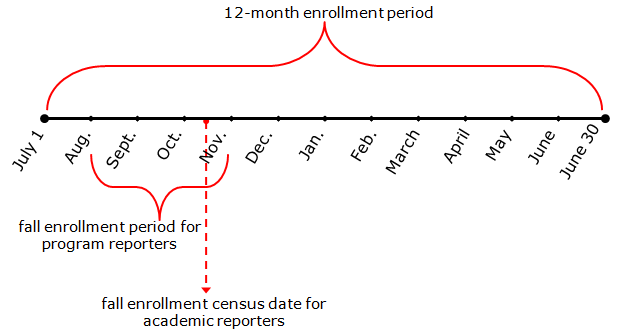 12-month enrollment period
July 1
Aug.
Sept.
Oct.
Nov.
Dec.
Jan.
Feb.
March
April
May
June
June 30
fall enrollment period for
program reporters
fall enrollment census date for
academic reporters